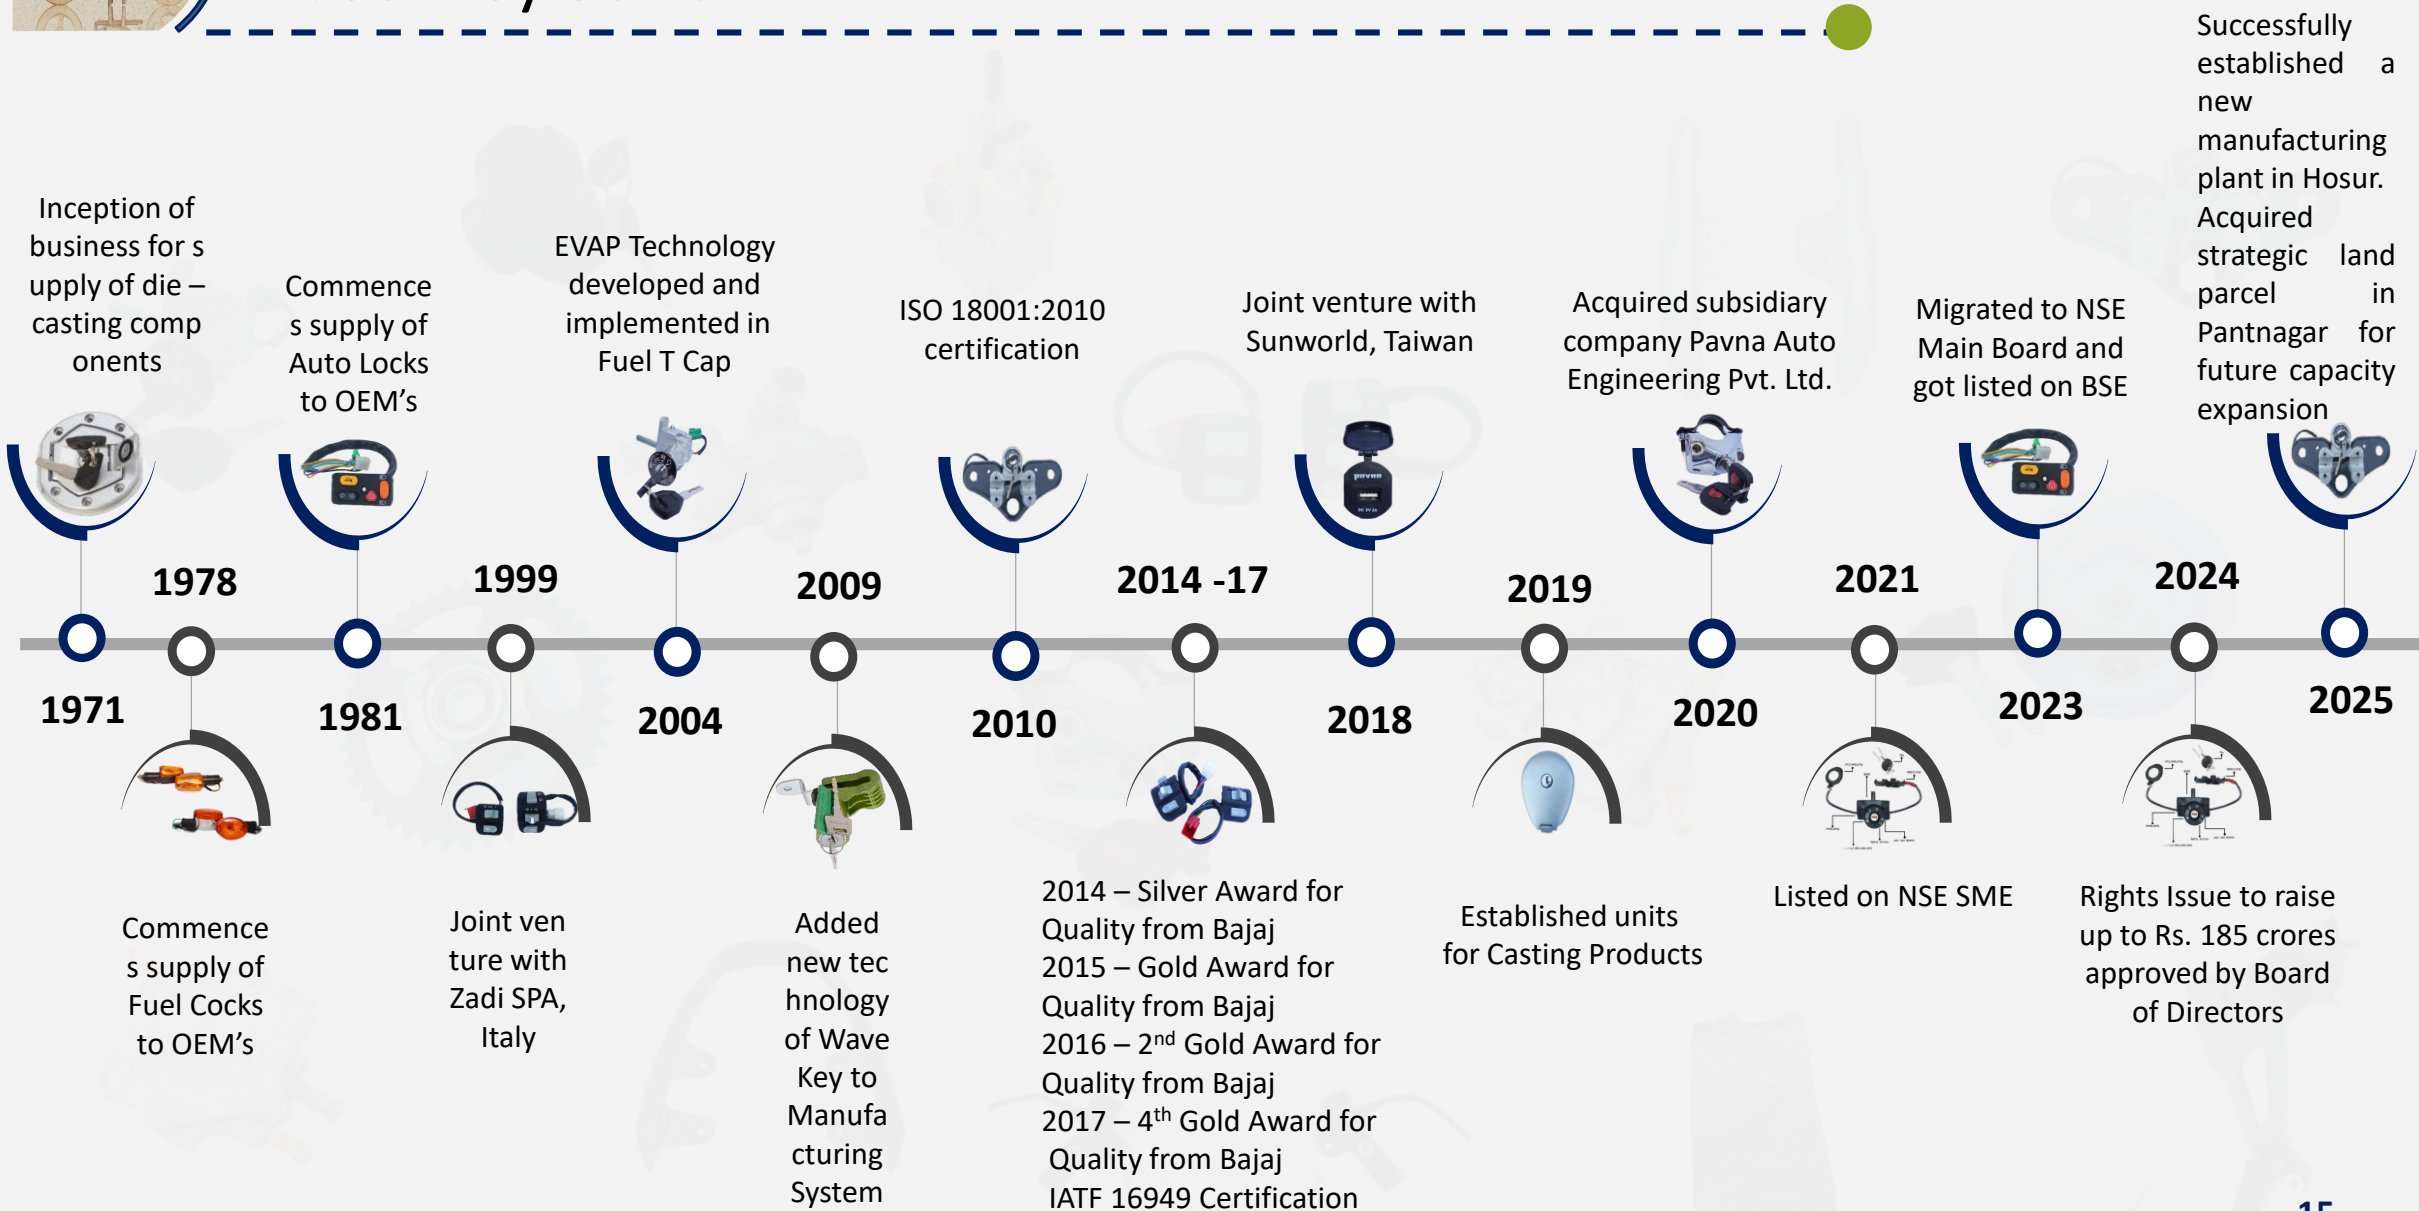 Inception of
business for s
upply of die –
casting comp
onents
1971
1978
Commence
s supply of
Fuel Cocks
to OEM’s
Commence
s supply of
Auto Locks
to OEM’s
1981
1999
Joint ven
ture with
Zadi SPA,
Italy
EVAP Technology
developed and
implemented in
Fuel T Cap
2004
2009
Added
new tec
hnology
of Wave
Key to
Manufa
cturing
System
ISO 18001:2010
certification
2010
2014 -17
2014 – Silver Award for
Quality from Bajaj
2015 – Gold Award for
Quality from Bajaj
2016 – 2nd Gold Award for
Quality from Bajaj
2017 – 4th Gold Award for
Quality from Bajaj
IATF 16949 Certification
Joint venture with
Sunworld, Taiwan
pavna
DC 5V 2A
2018
2019
Established units
for Casting Products
Acquired subsidiary
company Pavna Auto
Engineering Pvt. Ltd.
2020
2021
Listed on NSE SME
Migrated to NSE
Main Board and
got listed on BSE
2023
2024
Rights Issue to raise
up to Rs. 185 crores
approved by Board
of Directors
Successfully
established a
new
manufacturing
plant in Hosur.
Acquired
strategic land
parcel in
Pantnagar for
future capacity
expansion
2025
15